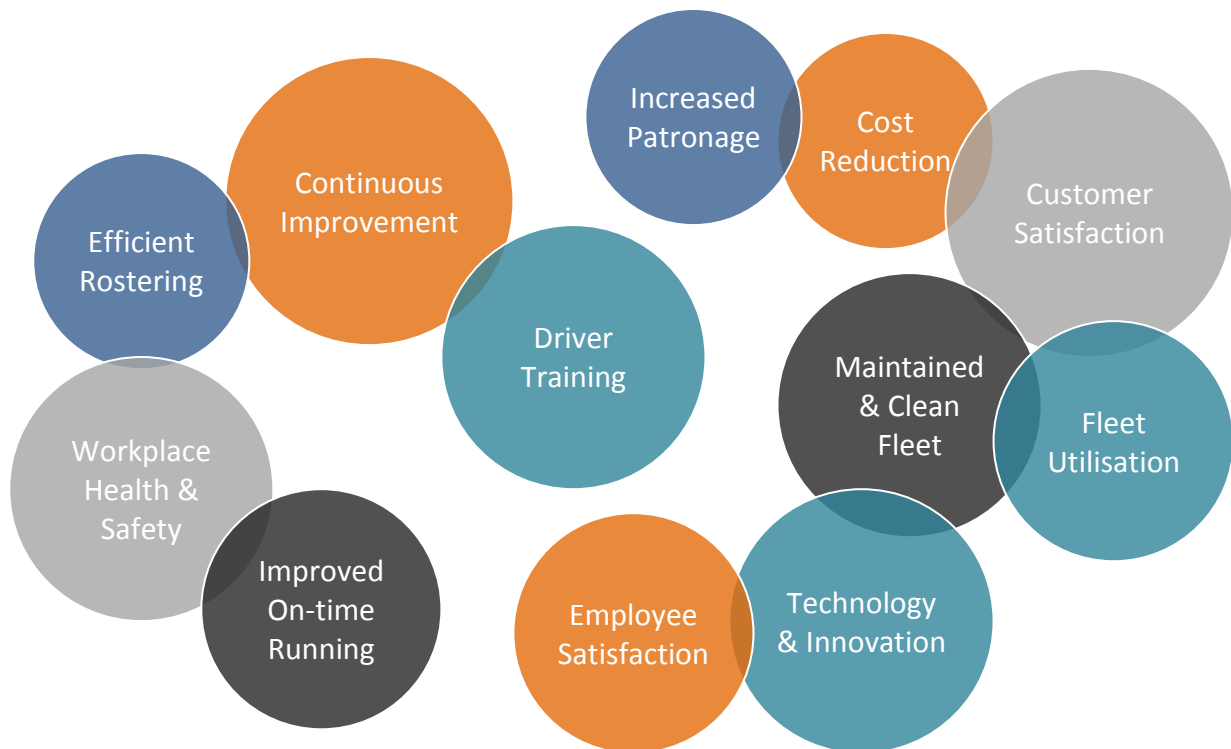 Increased
Patronage
Cost
Reduction
Continuous
Improvement
Customer
Satisfaction
Efficient
Rostering
Driver
Training
Maintained
& Clean
Fleet
Fleet
Utilisation
Workplace
Health &
Safety
Improved
On-time
Running
Employee
Satisfaction
Technology
& Innovation